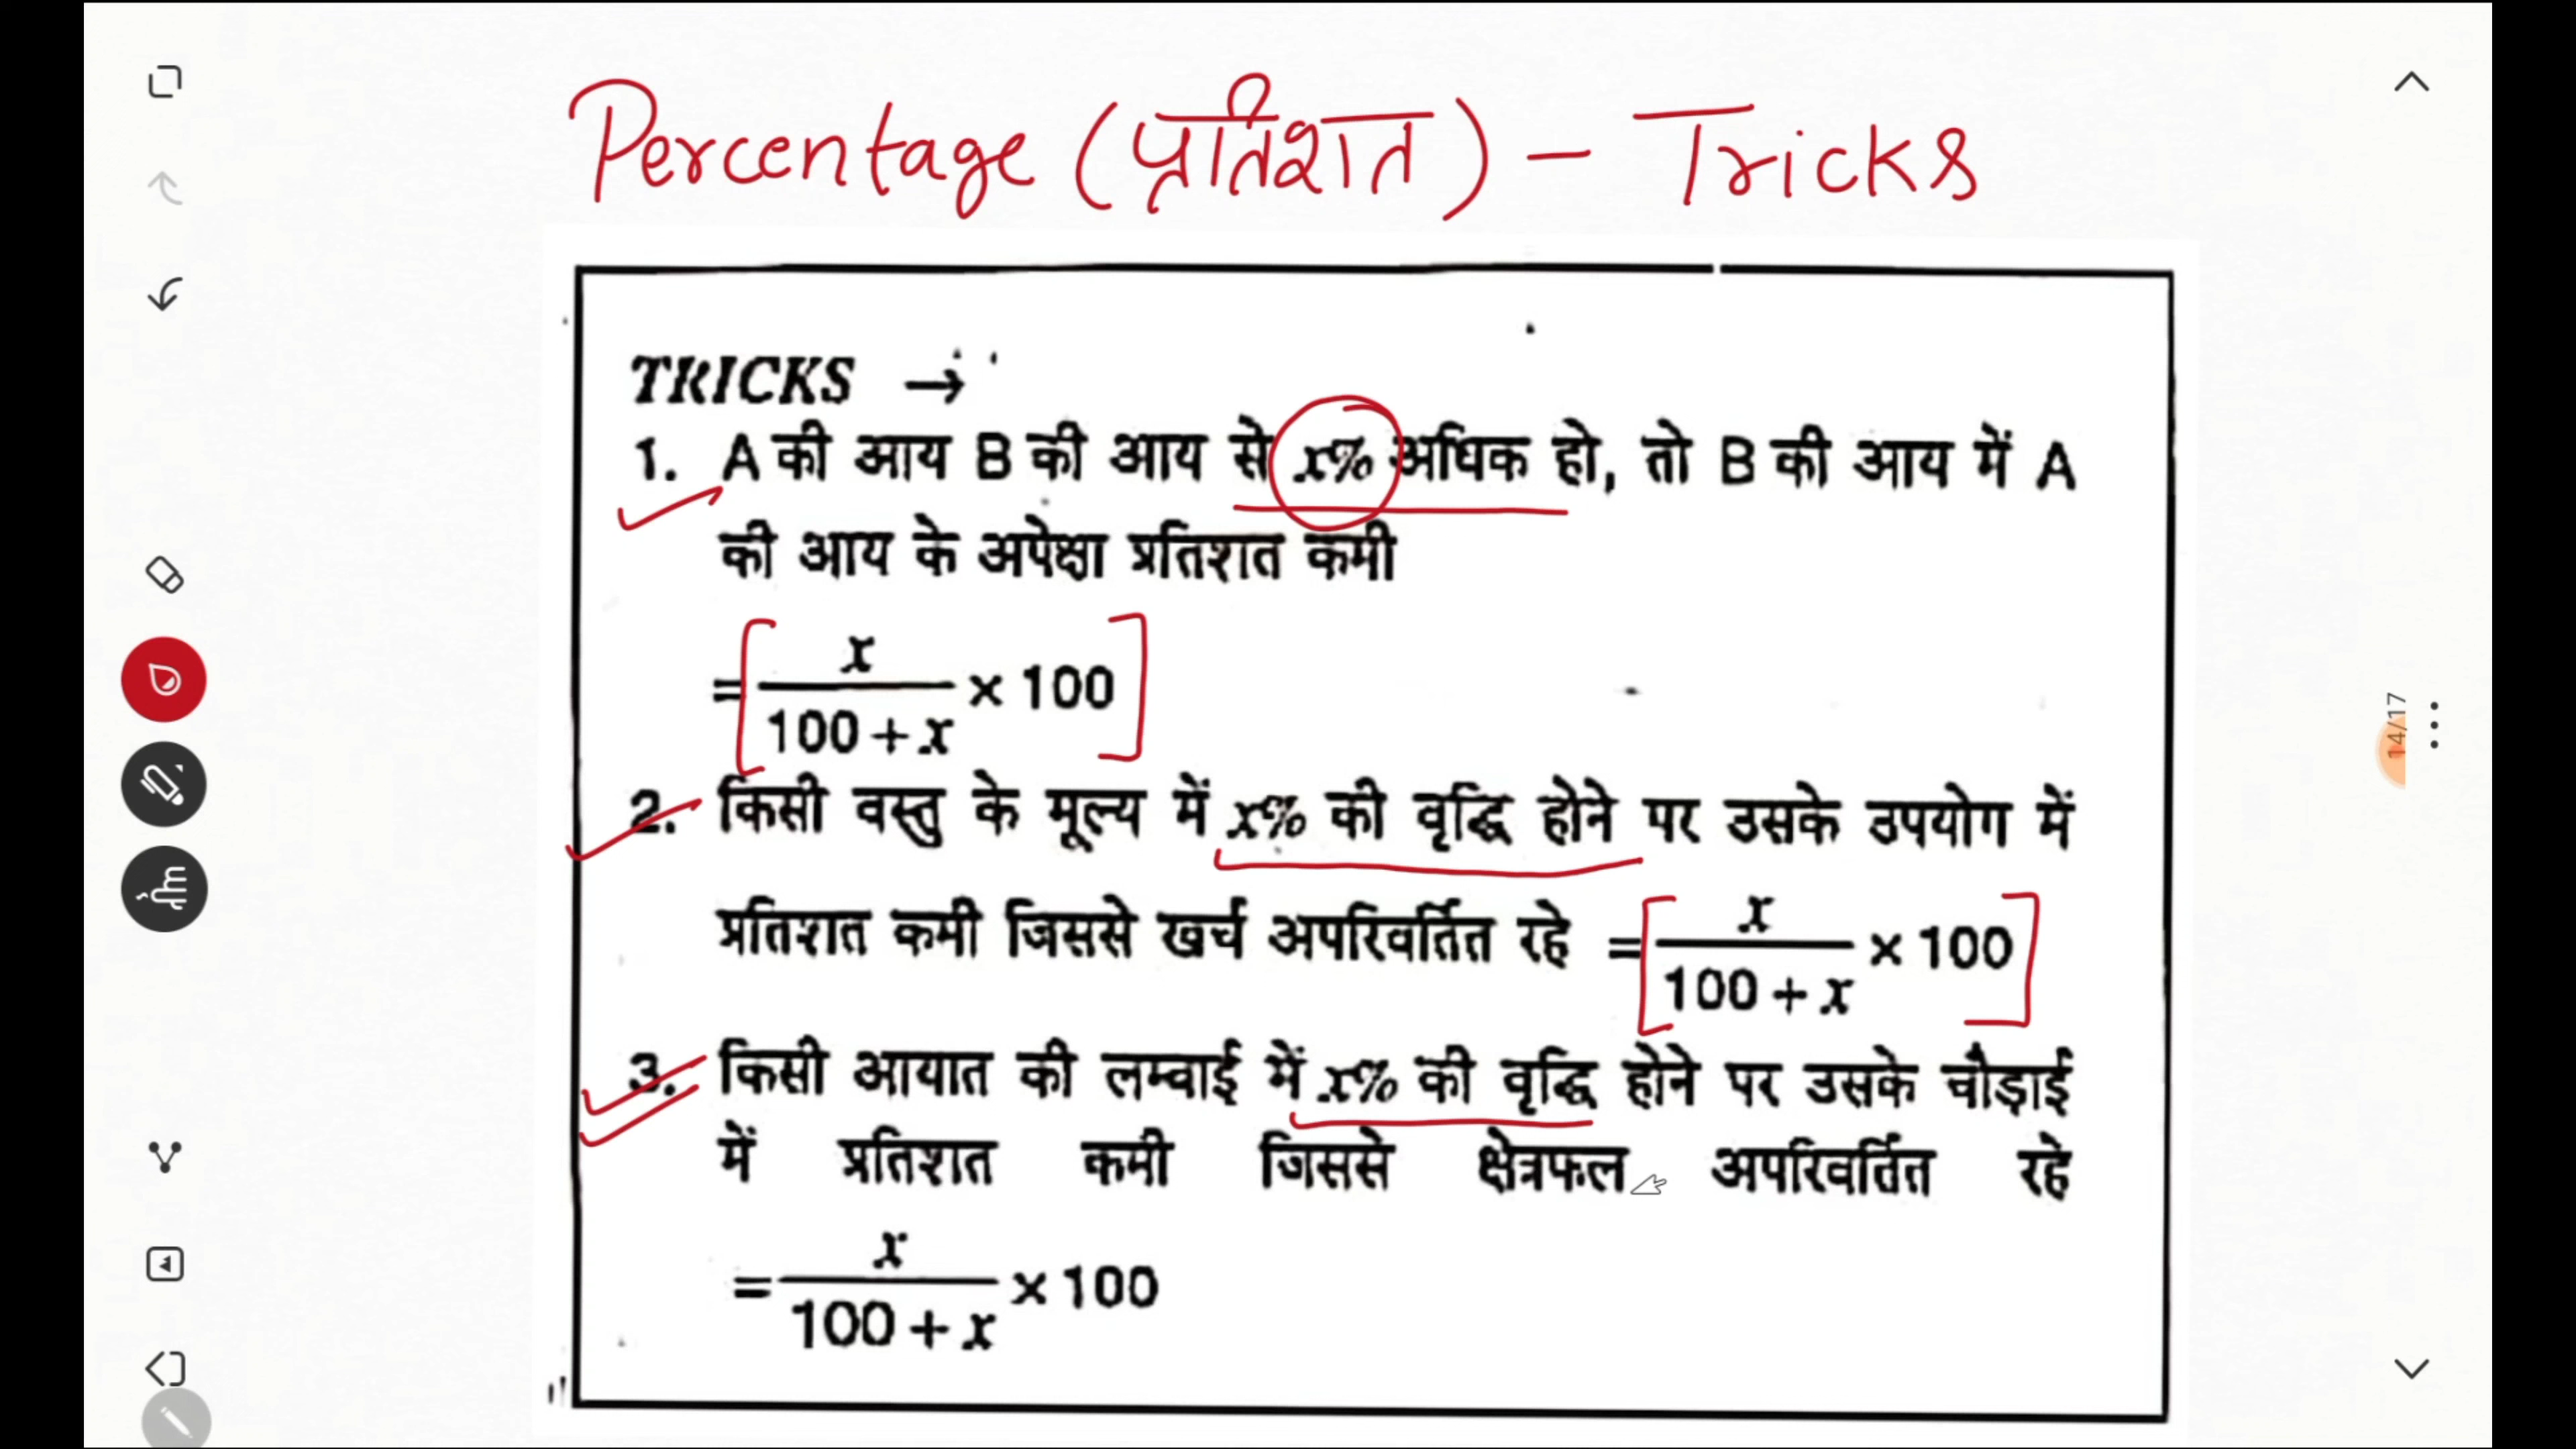 Percentage (प्रतिशत) - Tricks
TRICKS →
1. A की आय B की आय से x% अधिक हो, तो B की आय में A
की आय के अपेक्षा प्रतिशत कमी
= [x / 100 + x × 100]
2. किसी वस्तु के मूल्य में x% की वृद्धि होने पर उसके उपयोग में
प्रतिशत कमी जिससे खर्च अपरिवर्तित रहे = [x / 100 + x × 100]
3. किसी आयात की लम्वाई में x% की वृद्धि होने पर उसके चौड़ाई
में प्रतिशत कमी जिससे क्षेत्रफल अपरिवर्तित रहे
= x / 100 + x × 100
14/17